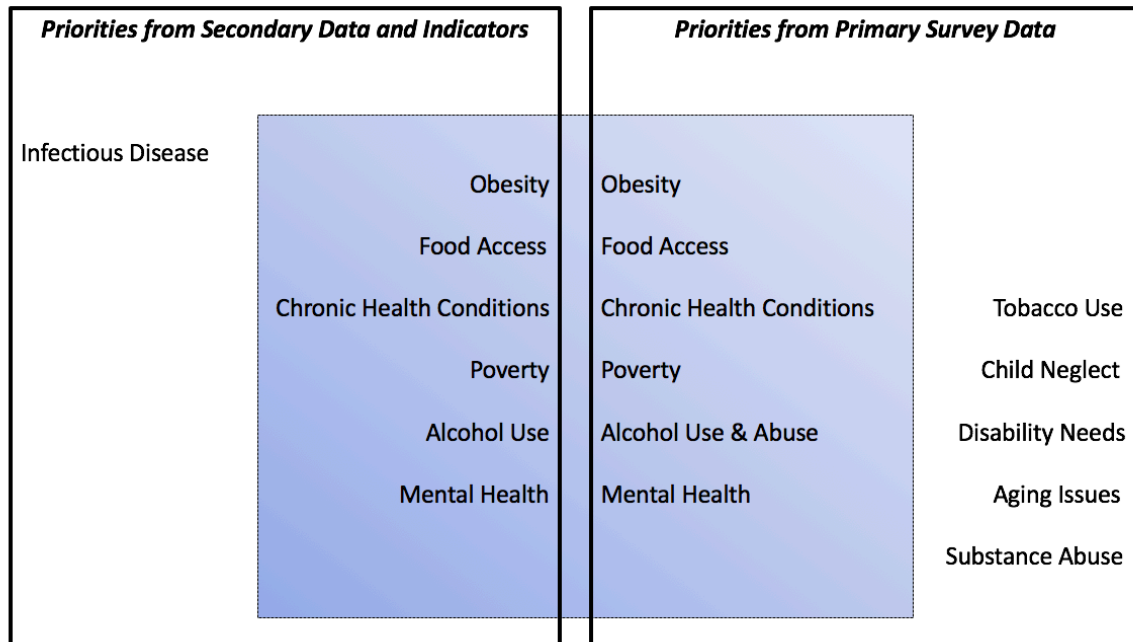 Priorities from Secondary Data and Indicators
Priorities from Primary Survey Data
Infectious Disease
Obesity
Obesity
Food Access
Food Access
Chronic Health Conditions
Chronic Health Conditions
Tobacco Use
Poverty
Poverty
Child Neglect
Alcohol Use
Alcohol Use & Abuse
Disability Needs
Mental Health
Mental Health
Aging Issues
Substance Abuse